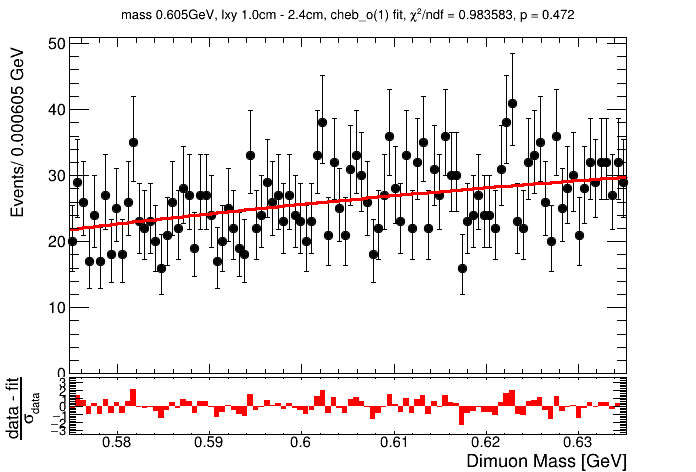 mass 0.605GeV, lxy 1.0cm - 2.4cm, cheb_o(1) fit, χ²/ndf = 0.983583, p = 0.472
Events/ 0.000605 GeV
50
40
30
20
10
0
data - fit
σdata
3
2
1
0
−1
−2
−3
0.58 0.59 0.6 0.61 0.62 0.63
Dimuon Mass [GeV]